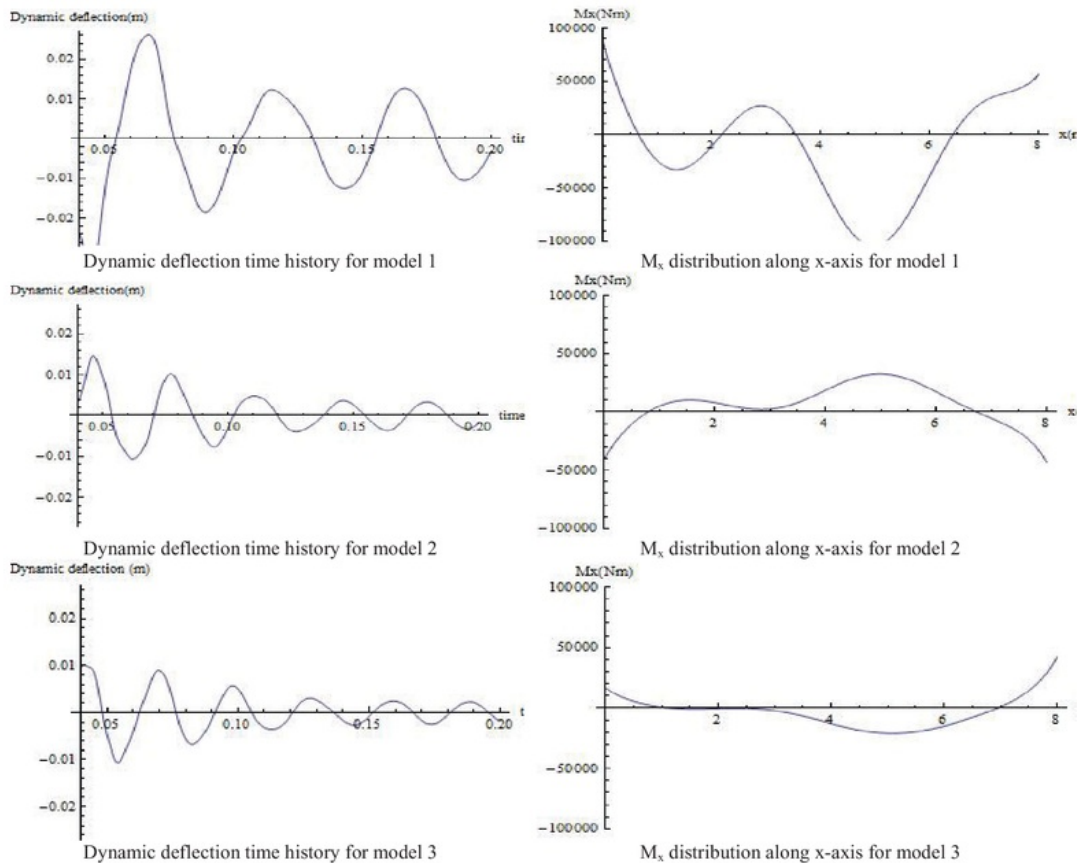 Dynamic deflection(m)
0.02
0.01
−0.01
−0.02
0.05
0.10
0.15
0.20
tir
Dynamic deflection time history for model 1
Mx(Nm)
100000
50000
−50000
−100000
2
4
6
8
x(r
Mx distribution along x-axis for model 1
Dynamic deflection(m)
0.02
0.01
−0.01
−0.02
0.05
0.10
0.15
0.20
time
Dynamic deflection time history for model 2
Mx(Nm)
100000
50000
−50000
−100000
2
4
6
8
x(
Mx distribution along x-axis for model 2
Dynamic deflection (m)
0.02
0.01
−0.01
−0.02
0.05
0.10
0.15
0.20
t
Dynamic deflection time history for model 3
Mx(Nm)
100000
50000
−50000
−100000
2
4
6
8
Mx distribution along x-axis for model 3